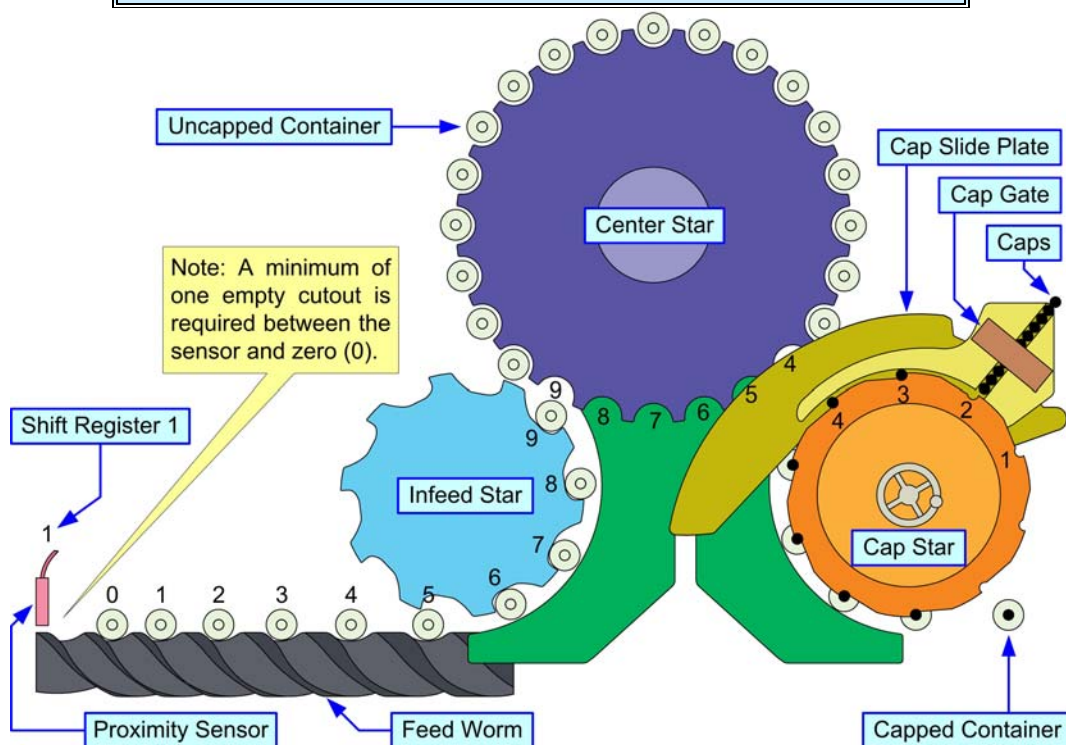 Uncapped Container
Cap Slide Plate
Cap Gate
Caps
Center Star
Note: A minimum of
one empty cutout is
required between the
sensor and zero (0).
4
9
5
3
8 7 6
2
4
Shift Register 1
9
1
Infeed Star
8
1
7
Cap Star
6
0 1 2 3 4 5
Proximity Sensor
Feed Worm
Capped Container